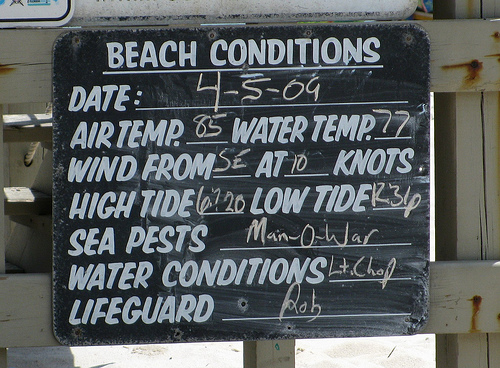 BEACH CONDITIONS
DATE: 4-5-09
AIR TEMP. 85 WATER TEMP. 77
WIND FROM SE AT 10 KNOTS
HIGH TIDE LOW TIDE
SEA PESTS Man-O-War
WATER CONDITIONS Lt. Chop
LIFEGUARD Rob